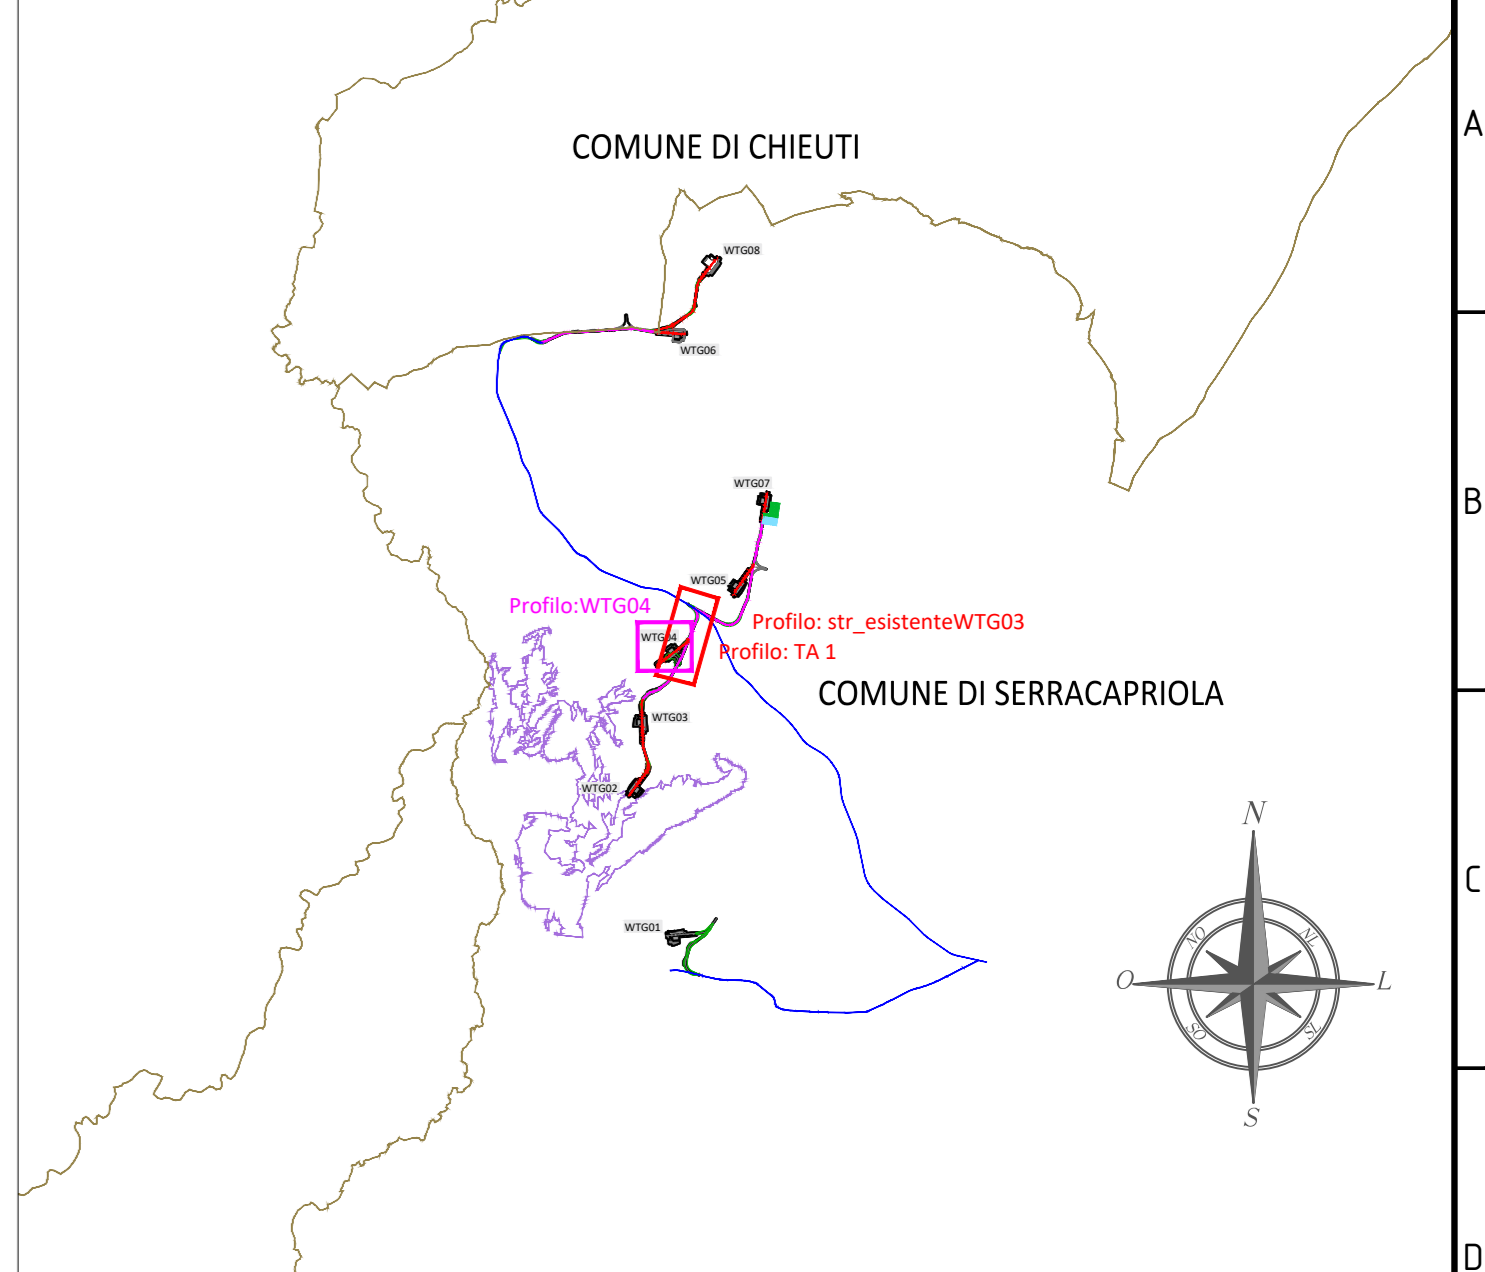 A
COMUNE DI CHIEUTI
WTG08
WTG06
WTG07
B
WTG05
Profilo:WTG04
Profilo: str_esistenteWTG03
WTG04
Profilo: TA 1
COMUNE DI SERRACAPRIOLA
WTG03
WTG02
N
C
WTG01
NO
NL
O
L
SO
SL
S
D